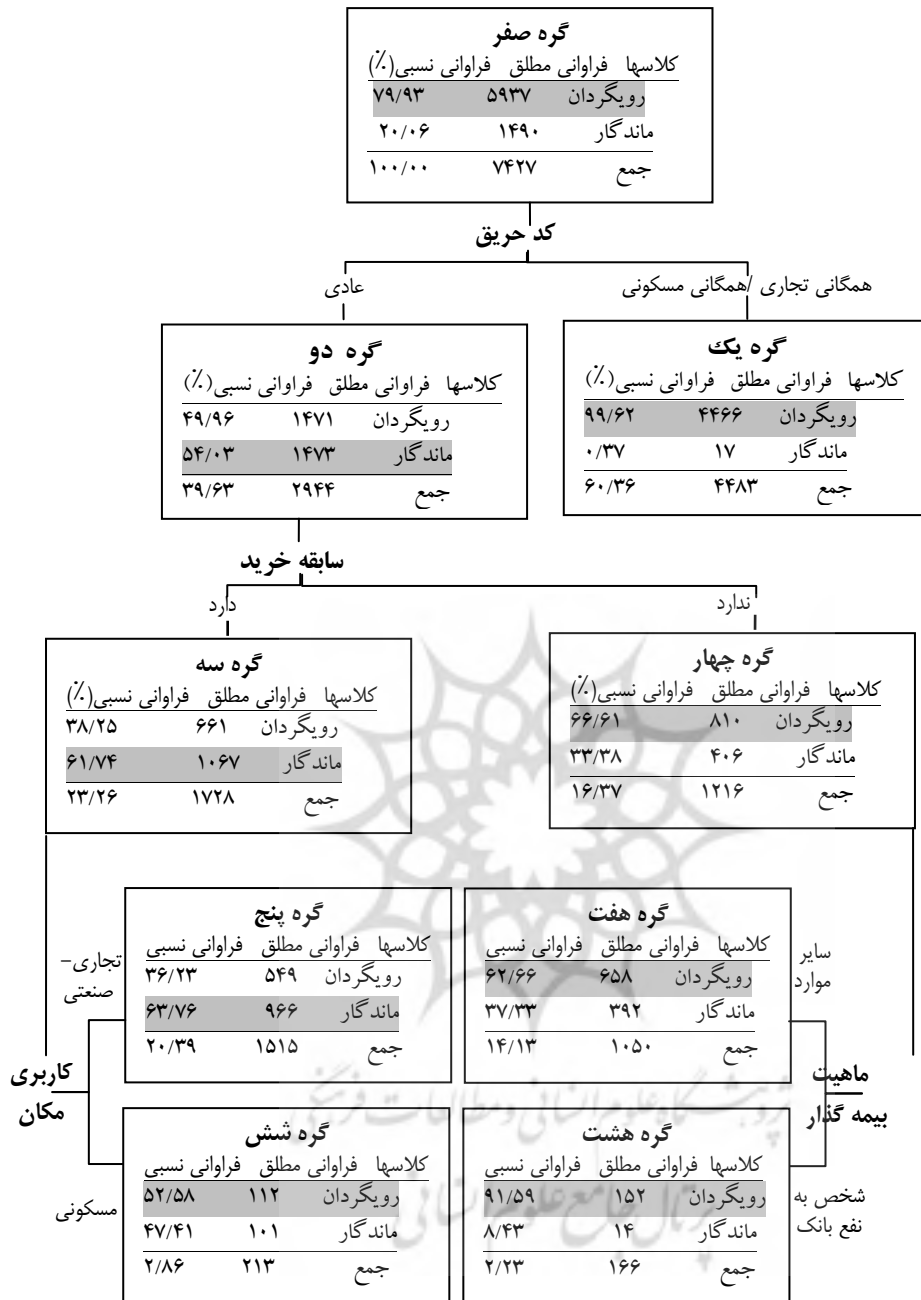 گره صفر
کلاسها فراوانی مطلق فراوانی نسبی(٪)
رویگردان ۵۹۳۷ ۷۹/۹۳
ماندگار ۱۴۹۰ ۲۰/۰۶
جمع ۷۴۲۷ ۱۰۰/۰۰
کد حریق
همگانی تجاری /همگانی مسکونی
عادی
گره یک
کلاسها فراوانی مطلق فراوانی نسبی(٪)
رویگردان ۴۴۶۶ ۹۹/۶۲
ماندگار ۱۷ ۰/۳۷
جمع ۴۴۸۳ ۶۰/۳۶
گره دو
کلاسها فراوانی مطلق فراوانی نسبی(٪)
رویگردان ۱۴۷۱ ۴۹/۹۶
ماندگار ۱۴۷۳ ۵۴/۰۳
جمع ۲۹۴۴ ۳۹/۶۳
سابقه خرید
ندارد
دارد
گره چهار
کلاسها فراوانی مطلق فراوانی نسبی(٪)
رویگردان ۸۱۰ ۶۶/۶۱
ماندگار ۴۰۶ ۳۳/۳۸
جمع ۱۲۱۶ ۱۶/۳۷
گره سه
کلاسها فراوانی مطلق فراوانی نسبی(٪)
رویگردان ۶۶۱ ۳۸/۲۵
ماندگار ۱۰۶۷ ۶۱/۷۴
جمع ۱۷۲۸ ۲۳/۲۶
سایر
موارد
گره هفت
کلاسها فراوانی مطلق فراوانی نسبی
رویگردان ۶۵۸ ۶۲/۶۶
ماندگار ۳۹۲ ۳۷/۳۳
جمع ۱۰۵۰ ۱۴/۱۳
گره پنج
کلاسها فراوانی مطلق فراوانی نسبی
رویگردان ۵۴۹ ۳۶/۲۳
ماندگار ۹۶۶ ۶۳/۷۶
جمع ۱۵۱۵ ۲۰/۳۹
تجاری-
صنعتی
ماهیت
بیمه گذار
کاربری
مکان
پژوهشگاه علوم انسانی و مطالعات فرهنگی
گره هشت
کلاسها فراوانی مطلق فراوانی نسبی
رویگردان ۱۵۲ ۹۱/۵۹
ماندگار ۱۴ ۸/۴۳
جمع ۱۶۶ ۲/۲۳
شخص به
نفع بانک
گره شش
کلاسها فراوانی مطلق فراوانی نسبی
رویگردان ۱۱۲ ۵۲/۵۸
ماندگار ۱۰۱ ۴۷/۴۱
جمع ۲۱۳ ۲/۸۶
مسکونی
پرتال جامع علوم انسانی